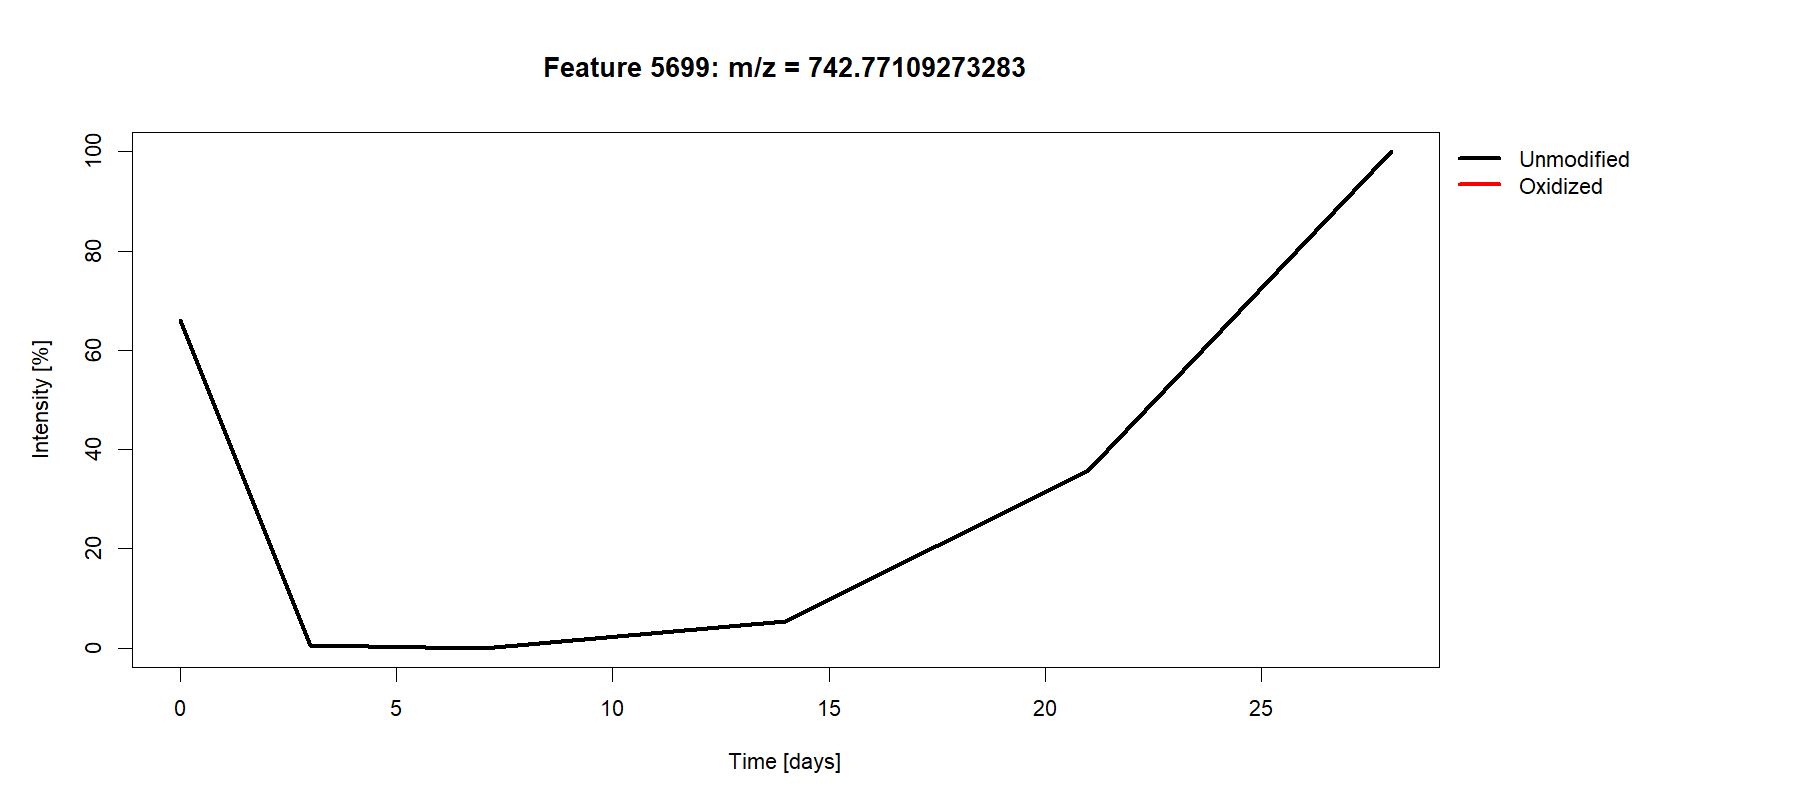 Feature 5699: m/z = 742.77109273283
Unmodified
Oxidized
Intensity [%]
100
80
60
40
20
0
0 5 10 15 20 25
Time [days]